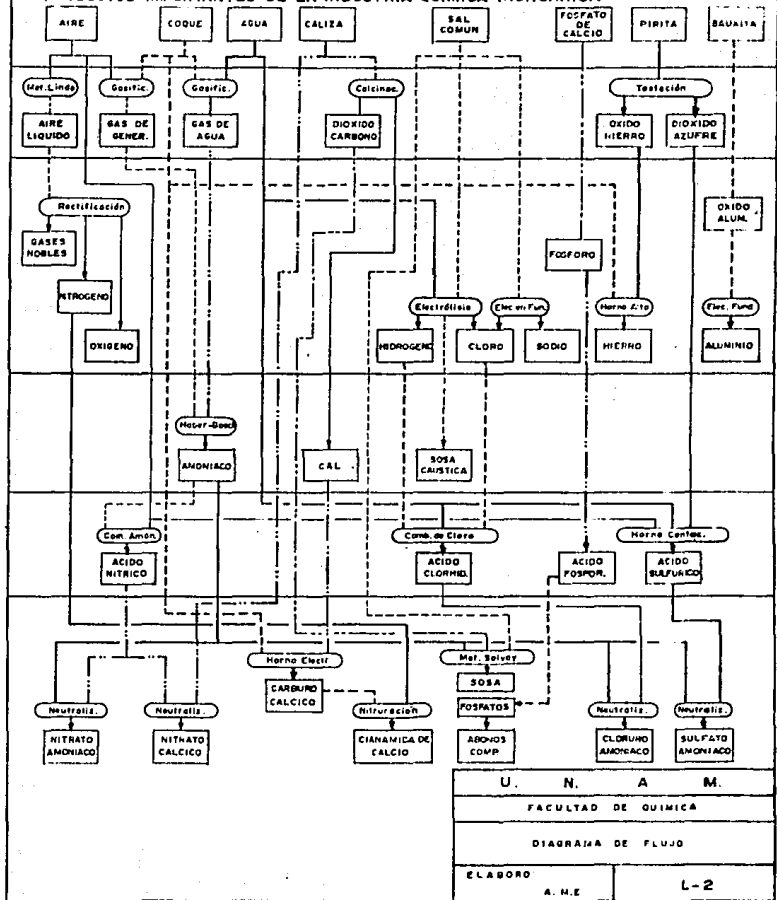 AIRE
COQUE
AGUA
CALIZA
SAL
COMUN
FOSFATO
DE
CALCIO
PIRITA
BAUXITA
Met. Linde
Gasific.
Gasific.
Calcinac.
Tostación
AIRE
LIQUIDO
GAS DE
GENER.
GAS DE
AGUA
DIOXIDO
CARBONO
OXIDO
HIERRO
DIOXIDO
AZUFRE
Rectificación
OXIDO
ALUM.
GASES
NOBLES
FOSFORO
NITROGENO
Electrólisis
Elec en Fun.
Horno Alto
Elec. Fund.
OXIGENO
HIDROGENO
CLORO
SODIO
HIERRO
ALUMINIO
Haber-Bosch
AMONIACO
CAL
SOSA
CAUSTICA
Com. Amón.
Comb. de Cloro
Horno Contac.
ACIDO
NITRICO
ACIDO
CLORHID.
ACIDO
FOSFOR.
ACIDO
SULFURICO
Horno Electf
Met. Solvay
CARBURO
CALCICO
SOSA
Neutraliz.
Neutraliz.
Nitruración
FOSFATOS
Neutraliz.
Neutraliz.
NITRATO
AMONIACO
NITRATO
CALCICO
CIANAMICA DE
CALCIO
ABONOS
COMP.
CLORURO
AMONIACO
SULFATO
AMONIACO
U. N. A M.
FACULTAD DE QUIMICA
DIAGRAMA DE FLUJO
ELABORO
A. M.E
L-2